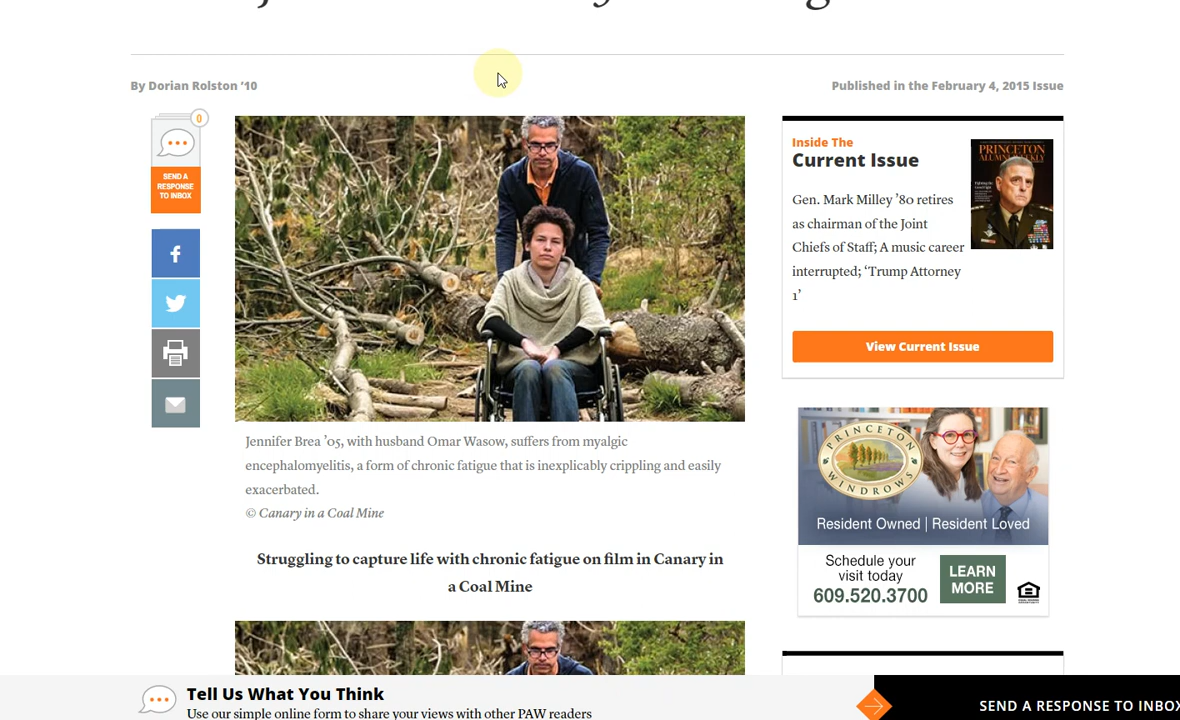 By Dorian Rolston ’10
Published in the February 4, 2015 Issue
0
SEND A
RESPONSE
TO INBOX
Jennifer Brea ’05, with husband Omar Wasow, suffers from myalgic
encephalomyelitis, a form of chronic fatigue that is inexplicably crippling and easily
exacerbated.
© Canary in a Coal Mine
Struggling to capture life with chronic fatigue on film in Canary in
a Coal Mine
Inside The
Current Issue
Gen. Mark Milley ’80 retires
as chairman of the Joint
Chiefs of Staff; A music career
interrupted; ‘Trump Attorney
1’
PRINCETON
ALUMNI WEEKLY
View Current Issue
PRINCETON
WINDROWS
Resident Owned | Resident Loved
Schedule your
visit today
609.520.3700
LEARN
MORE
Tell Us What You Think
Use our simple online form to share your views with other PAW readers
SEND A RESPONSE TO INBOX